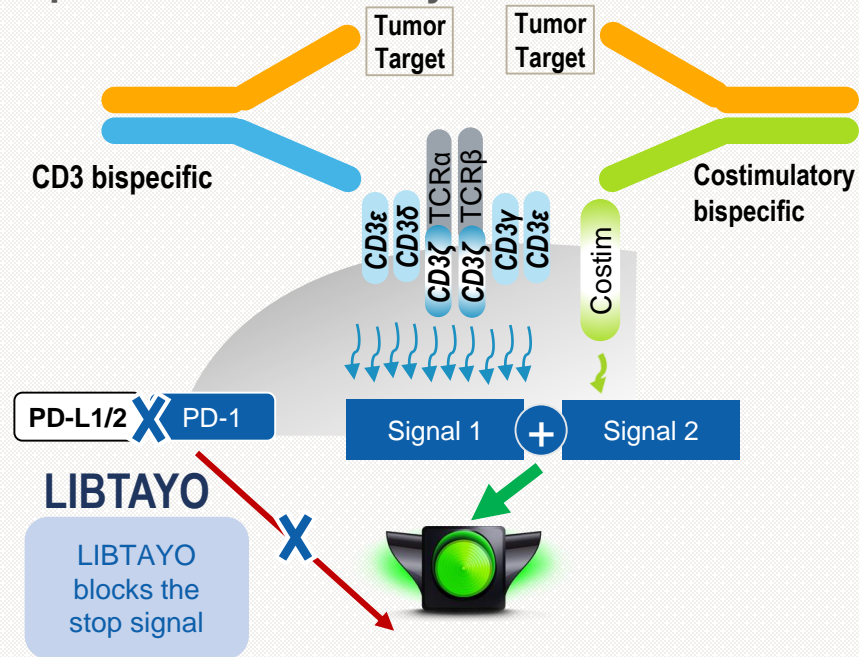 Tumor
Target
Tumor
Target
CD3 bispecific
Costimulatory
bispecific
CD3ε
CD3δ
TCRα
CD3ζ
TCRβ
CD3ζ
CD3γ
CD3ε
Costim
PD-L1/2
X
PD-1
Signal 1
+
Signal 2
LIBTAYO
X
LIBTAYO
blocks the
stop signal